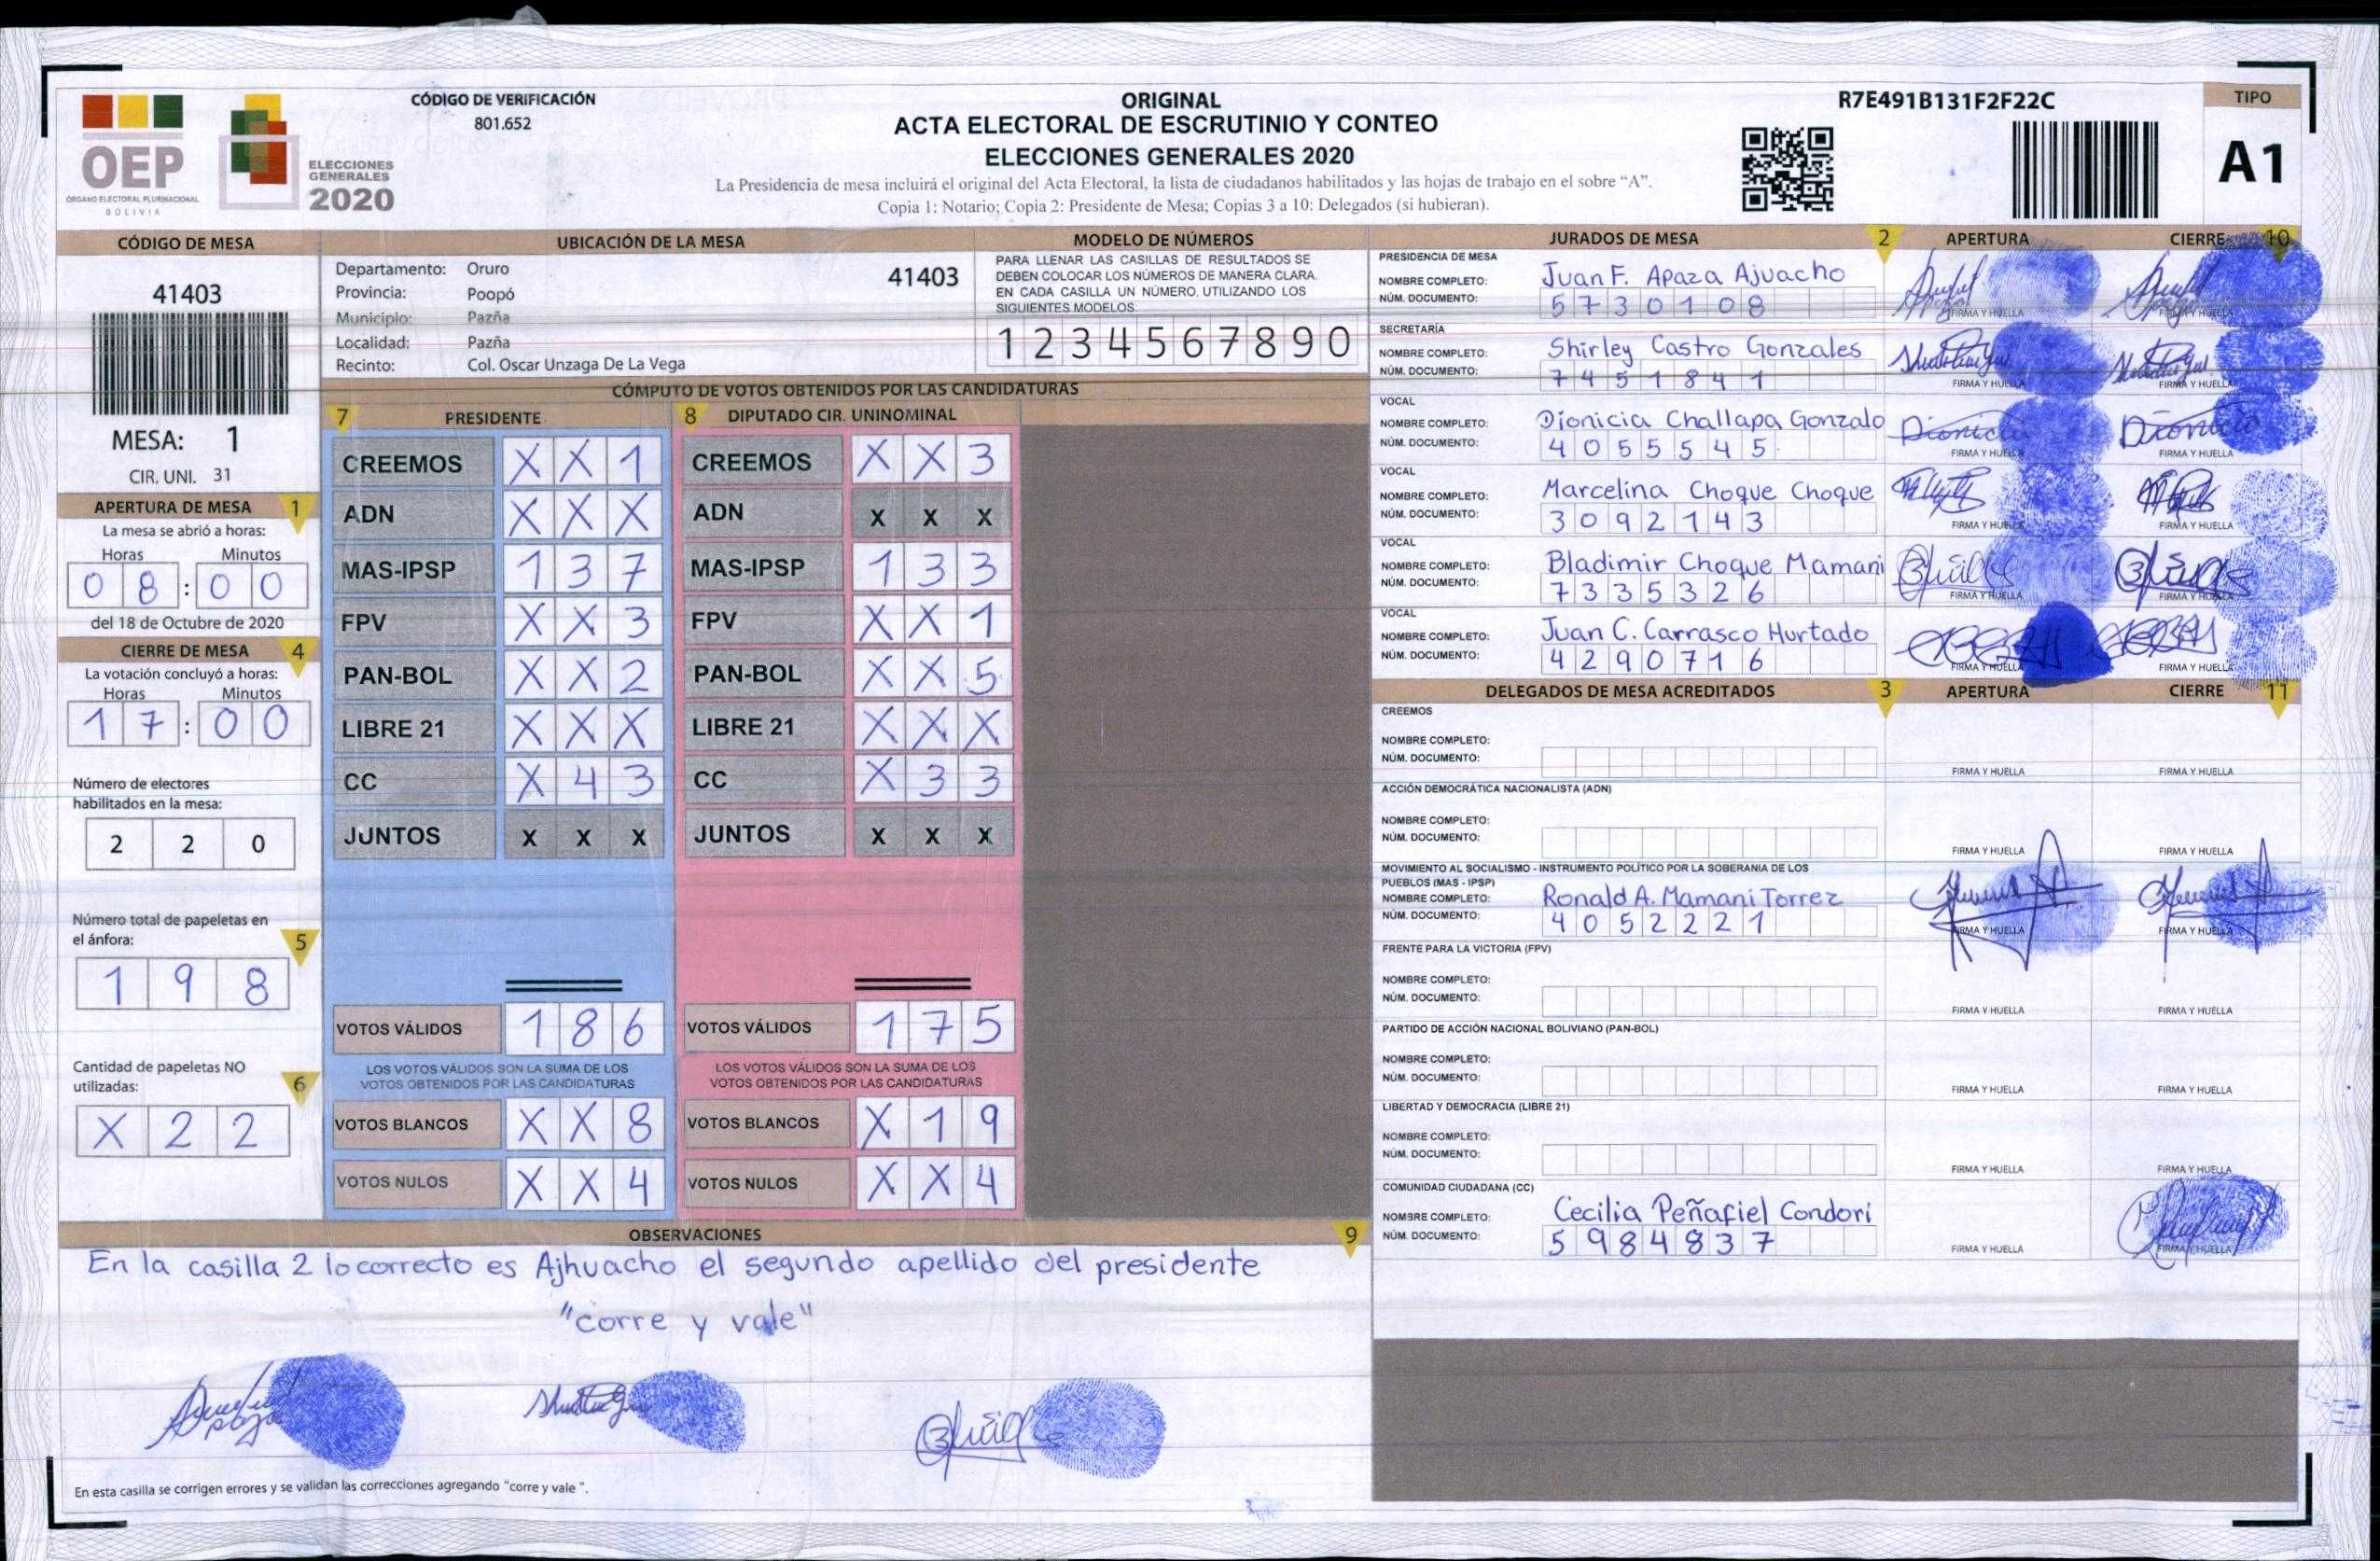 OEP
ÓRGANO ELECTORAL PLURINACIONAL
BOLIVIA
ELECCIONES
GENERALES
2020
CÓDIGO DE VERIFICACIÓN
801.652
ORIGINAL
ACTA ELECTORAL DE ESCRUTINIO Y CONTEO
ELECCIONES GENERALES 2020
La Presidencia de mesa incluirá el original del Acta Electoral, la lista de ciudadanos habilitados y las hojas de trabajo en el sobre “A”.
Copia 1: Notario; Copia 2: Presidente de Mesa; Copias 3 a 10: Delegados (si hubieran).
R7E491B131F2F22C
TIPO
A1
CÓDIGO DE MESA
41403
MESA: 1
CIR. UNI. 31
APERTURA DE MESA 1
La mesa se abrió a horas:
Horas Minutos
0 8 : 0 0
del 18 de Octubre de 2020
CIERRE DE MESA 4
La votación concluyó a horas:
Horas Minutos
1 7 : 0 0
Número de electores
habilitados en la mesa:
2 2 0
Número total de papeletas en
el ánfora: 5
1 9 8
Cantidad de papeletas NO
utilizadas: 6
X 2 2
UBICACIÓN DE LA MESA
Departamento: Oruro 41403
Provincia: Poopó
Municipio: Pazña
Localidad: Pazña
Recinto: Col. Oscar Unzaga De La Vega
MODELO DE NÚMEROS
PARA LLENAR LAS CASILLAS DE RESULTADOS SE
DEBEN COLOCAR LOS NÚMEROS DE MANERA CLARA.
EN CADA CASILLA UN NÚMERO, UTILIZANDO LOS
SIGUIENTES MODELOS:
1 2 3 4 5 6 7 8 9 0
CÓMPUTO DE VOTOS OBTENIDOS POR LAS CANDIDATURAS
7 PRESIDENTE 8 DIPUTADO CIR. UNINOMINAL
CREEMOS X X 1 CREEMOS X X 3
ADN X X X ADN X X X
MAS-IPSP 1 3 7 MAS-IPSP 1 3 3
FPV X X 3 FPV X X 1
PAN-BOL X X 2 PAN-BOL X X 5
LIBRE 21 X X X LIBRE 21 X X X
CC X 4 3 CC X 3 3
JUNTOS X X X JUNTOS X X X
VOTOS VÁLIDOS 1 8 6 VOTOS VÁLIDOS 1 7 5
LOS VOTOS VÁLIDOS SON LA SUMA DE LOS LOS VOTOS VÁLIDOS SON LA SUMA DE LOS
VOTOS OBTENIDOS POR LAS CANDIDATURAS VOTOS OBTENIDOS POR LAS CANDIDATURAS
VOTOS BLANCOS X X 8 VOTOS BLANCOS X 1 9
VOTOS NULOS X X 4 VOTOS NULOS X X 4
JURADOS DE MESA 2 APERTURA CIERRE 10
PRESIDENCIA DE MESA
NOMBRE COMPLETO: Juan F. Apaza Ajuacho
NÚM. DOCUMENTO: 5 7 3 0 1 0 8 FIRMA Y HUELLA FIRMA Y HUELLA
SECRETARÍA
NOMBRE COMPLETO: Shirley Castro Gonzales
NÚM. DOCUMENTO: 7 4 5 1 8 4 1 FIRMA Y HUELLA FIRMA Y HUELLA
VOCAL
NOMBRE COMPLETO: Dionicia Challapa Gonzalo Dionicia Dionicia
NÚM. DOCUMENTO: 4 0 5 5 5 4 5 FIRMA Y HUELLA FIRMA Y HUELLA
VOCAL
NOMBRE COMPLETO: Marcelina Choque Choque
NÚM. DOCUMENTO: 3 0 9 2 1 4 3 FIRMA Y HUELLA FIRMA Y HUELLA
VOCAL
NOMBRE COMPLETO: Bladimir Choque Mamani
NÚM. DOCUMENTO: 7 3 3 5 3 2 6 FIRMA Y HUELLA FIRMA Y HUELLA
VOCAL
NOMBRE COMPLETO: Juan C. Carrasco Hurtado
NÚM. DOCUMENTO: 4 2 9 0 7 1 6 FIRMA Y HUELLA FIRMA Y HUELLA
DELEGADOS DE MESA ACREDITADOS 3 APERTURA CIERRE 11
CREEMOS
NOMBRE COMPLETO:
NÚM. DOCUMENTO: FIRMA Y HUELLA FIRMA Y HUELLA
ACCIÓN DEMOCRÁTICA NACIONALISTA (ADN)
NOMBRE COMPLETO:
NÚM. DOCUMENTO: FIRMA Y HUELLA FIRMA Y HUELLA
MOVIMIENTO AL SOCIALISMO - INSTRUMENTO POLÍTICO POR LA SOBERANIA DE LOS
PUEBLOS (MAS - IPSP)
NOMBRE COMPLETO: Ronald A. Mamani Torrez
NÚM. DOCUMENTO: 4 0 5 2 2 2 1 FIRMA Y HUELLA FIRMA Y HUELLA
FRENTE PARA LA VICTORIA (FPV)
NOMBRE COMPLETO:
NÚM. DOCUMENTO: FIRMA Y HUELLA FIRMA Y HUELLA
PARTIDO DE ACCIÓN NACIONAL BOLIVIANO (PAN-BOL)
NOMBRE COMPLETO:
NÚM. DOCUMENTO: FIRMA Y HUELLA FIRMA Y HUELLA
LIBERTAD Y DEMOCRACIA (LIBRE 21)
NOMBRE COMPLETO:
NÚM. DOCUMENTO: FIRMA Y HUELLA FIRMA Y HUELLA
COMUNIDAD CIUDADANA (CC)
NOMBRE COMPLETO: Cecilia Peñafiel Condori
NÚM. DOCUMENTO: 5 9 8 4 8 3 7 FIRMA Y HUELLA FIRMA Y HUELLA
OBSERVACIONES 9
En la casilla 2 lo correcto es Ajhuacho el segundo apellido del presidente
"corre y vale"
En esta casilla se corrigen errores y se validan las correcciones agregando "corre y vale ".